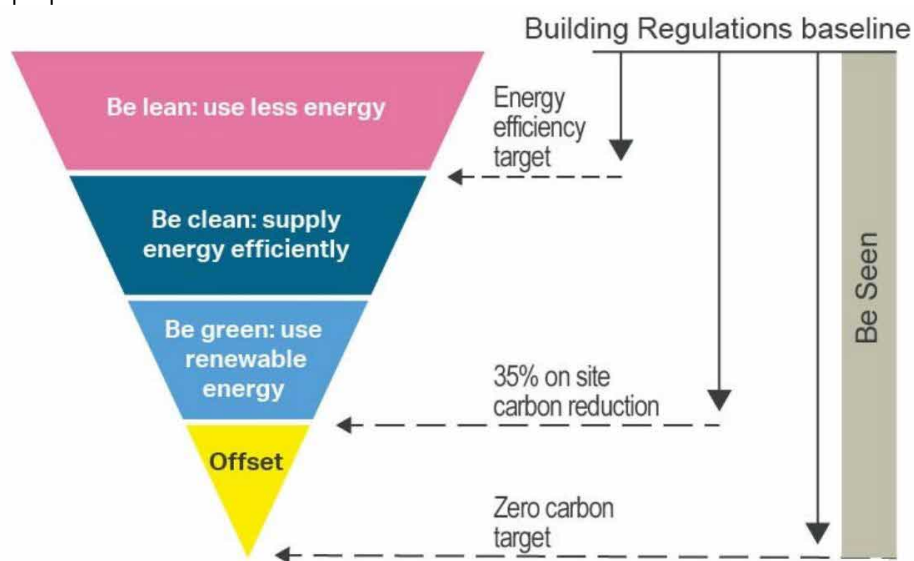 Building Regulations baseline
Be lean: use less energy
Energy
efficiency
target
Be clean: supply
energy efficiently
Be Seen
Be green: use
renewable
energy
35% on site
carbon reduction
Offset
Zero carbon
target